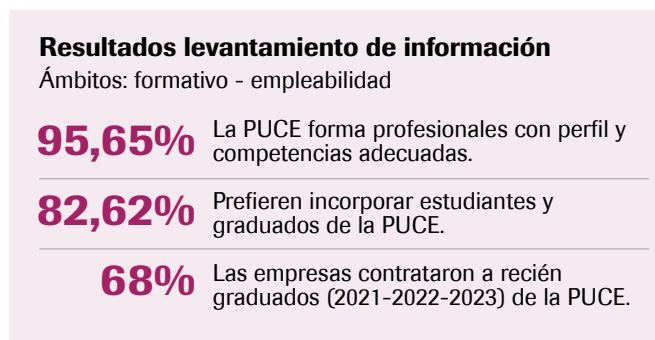 Resultados levantamiento de información
Ámbitos: formativo - empleabilidad
95,65% La PUCE forma profesionales con perfil y
competencias adecuadas.
82,62% Prefieren incorporar estudiantes y
graduados de la PUCE.
68% Las empresas contrataron a recién
graduados (2021-2022-2023) de la PUCE.